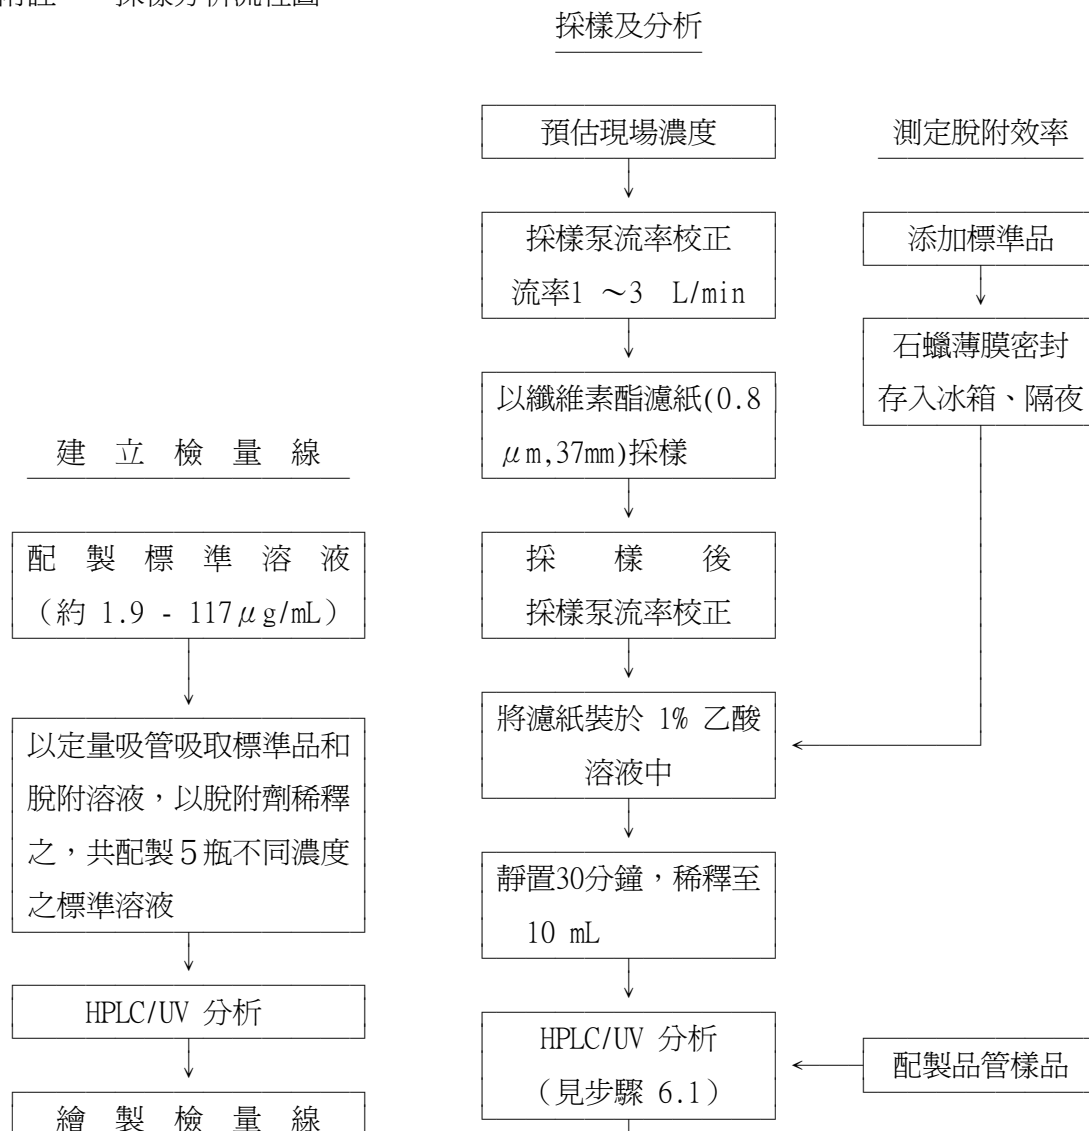 採樣及分析
預估現場濃度
採樣泵流率校正
流率1 ～3 L/min
以纖維素酯濾紙(0.8
μm,37mm)採樣
採 樣 後
採樣泵流率校正
將濾紙裝於 1% 乙酸
溶液中
靜置30分鐘，稀釋至
10 mL
HPLC/UV 分析
（見步驟 6.1）
測定脫附效率
添加標準品
石蠟薄膜密封
存入冰箱、隔夜
配製品管樣品
建 立 檢 量 線
配 製 標 準 溶 液
（約 1.9 - 117μg/mL）
以定量吸管吸取標準品和
脫附溶液，以脫附劑稀釋
之，共配製５瓶不同濃度
之標準溶液
HPLC/UV 分析
繪 製 檢 量 線